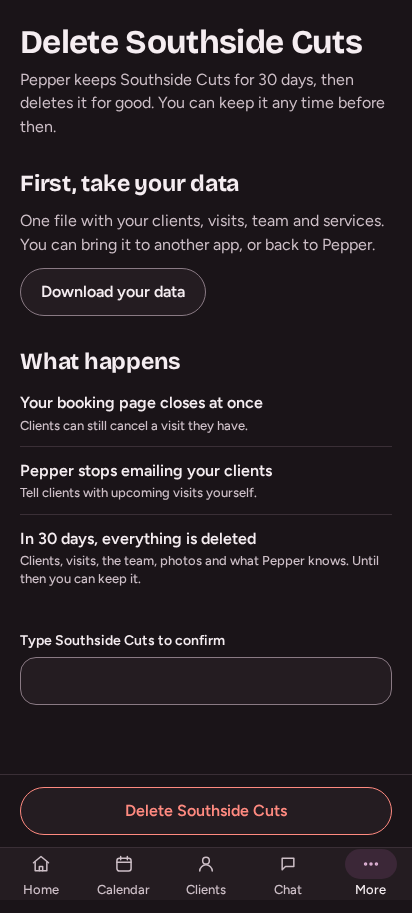 Delete Southside Cuts
Pepper keeps Southside Cuts for 30 days, then
deletes it for good. You can keep it any time before
then.
First, take your data
One file with your clients, visits, team and services.
You can bring it to another app, or back to Pepper.
Download your data
What happens
Your booking page closes at once
Clients can still cancel a visit they have.
Pepper stops emailing your clients
Tell clients with upcoming visits yourself.
In 30 days, everything is deleted
Clients, visits, the team, photos and what Pepper knows. Until
then you can keep it.
Type Southside Cuts to confirm
Delete Southside Cuts
Home Calendar Clients Chat More